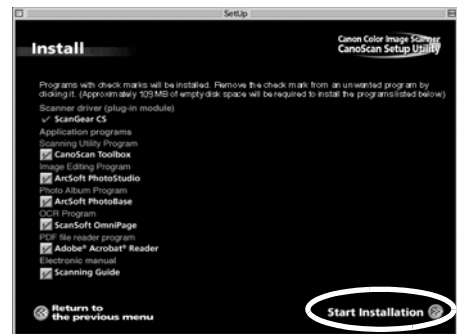 SetUp
Install
Canon Color Image Scanner
CanoScan Setup Utility
Programs with check marks will be installed. Remove the check mark from an unwanted program by
clicking it. (Approximately 109 MB of empty disk space will be required to install the programs listed below)
Scanner driver (plug-in module)
ScanGear CS
Application programs
Scanning Utility Program
CanoScan Toolbox
Image Editing Program
ArcSoft PhotoStudio
Photo Album Program
ArcSoft PhotoBase
OCR Program
ScanSoft OmniPage
PDF file reader program
Adobe® Acrobat® Reader
Electronic manual
Scanning Guide
Return to
the previous menu
Start Installation